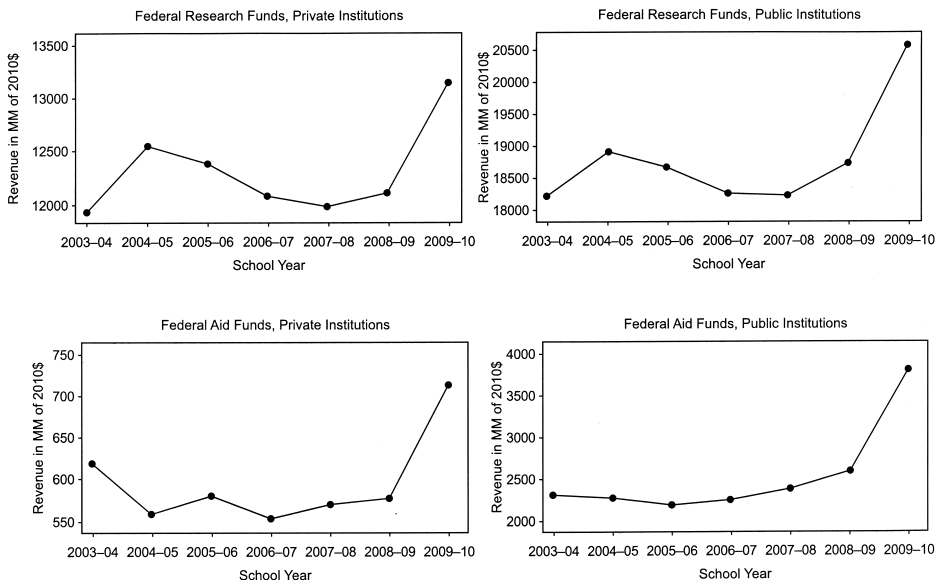 Federal Research Funds, Private Institutions
Revenue in MM of 2010$
13500
13000
12500
12000
2003–04 2004–05 2005–06 2006–07 2007–08 2008–09 2009–10
School Year
Federal Research Funds, Public Institutions
Revenue in MM of 2010$
20500
20000
19500
19000
18500
18000
2003–04 2004–05 2005–06 2006–07 2007–08 2008–09 2009–10
School Year
Federal Aid Funds, Private Institutions
Revenue in MM of 2010$
750
700
650
600
550
2003–04 2004–05 2005–06 2006–07 2007–08 2008–09 2009–10
School Year
Federal Aid Funds, Public Institutions
Revenue in MM of 2010$
4000
3500
3000
2500
2000
2003–04 2004–05 2005–06 2006–07 2007–08 2008–09 2009–10
School Year